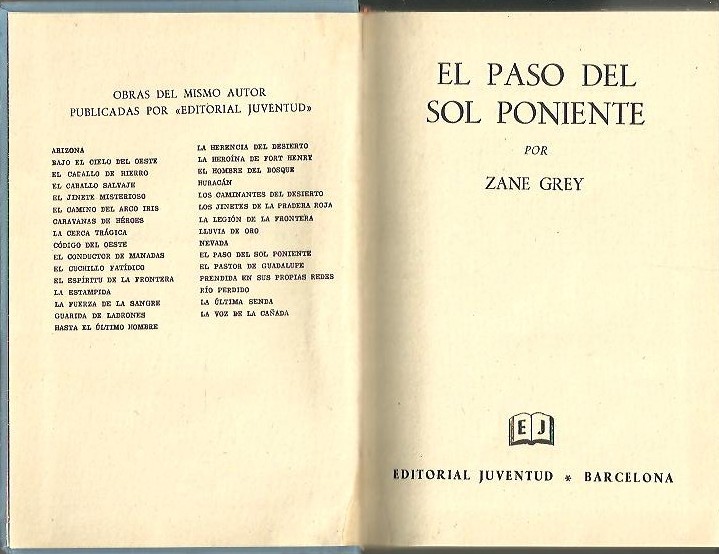 OBRAS DEL MISMO AUTOR
PUBLICADAS POR «EDITORIAL JUVENTUD»
ARIZONA
BAJO EL CIELO DEL OESTE
EL CABALLO DE HIERRO
EL CABALLO SALVAJE
EL JINETE MISTERIOSO
EL CAMINO DEL ARCO IRIS
CARAVANAS DE HÉROES
LA CERCA TRÁGICA
CÓDIGO DEL OESTE
EL CONDUCTOR DE MANADAS
EL CUCHILLO FATÍDICO
EL ESPÍRITU DE LA FRONTERA
LA ESTAMPIDA
LA FUERZA DE LA SANGRE
GUARIDA DE LADRONES
HASTA EL ÚLTIMO HOMBRE
LA HERENCIA DEL DESIERTO
LA HEROÍNA DE FORT HENRY
EL HOMBRE DEL BOSQUE
HURACÁN
LOS CAMINANTES DEL DESIERTO
LOS JINETES DE LA PRADERA ROJA
LA LEGIÓN DE LA FRONTERA
LLUVIA DE ORO
NEVADA
EL PASO DEL SOL PONIENTE
EL PASTOR DE GUADALUPE
PRENDIDA EN SUS PROPIAS REDES
RÍO PERDIDO
LA ÚLTIMA SENDA
LA VOZ DE LA CAÑADA
EL PASO DEL
SOL PONIENTE
POR
ZANE GREY
E J
EDITORIAL JUVENTUD * BARCELONA